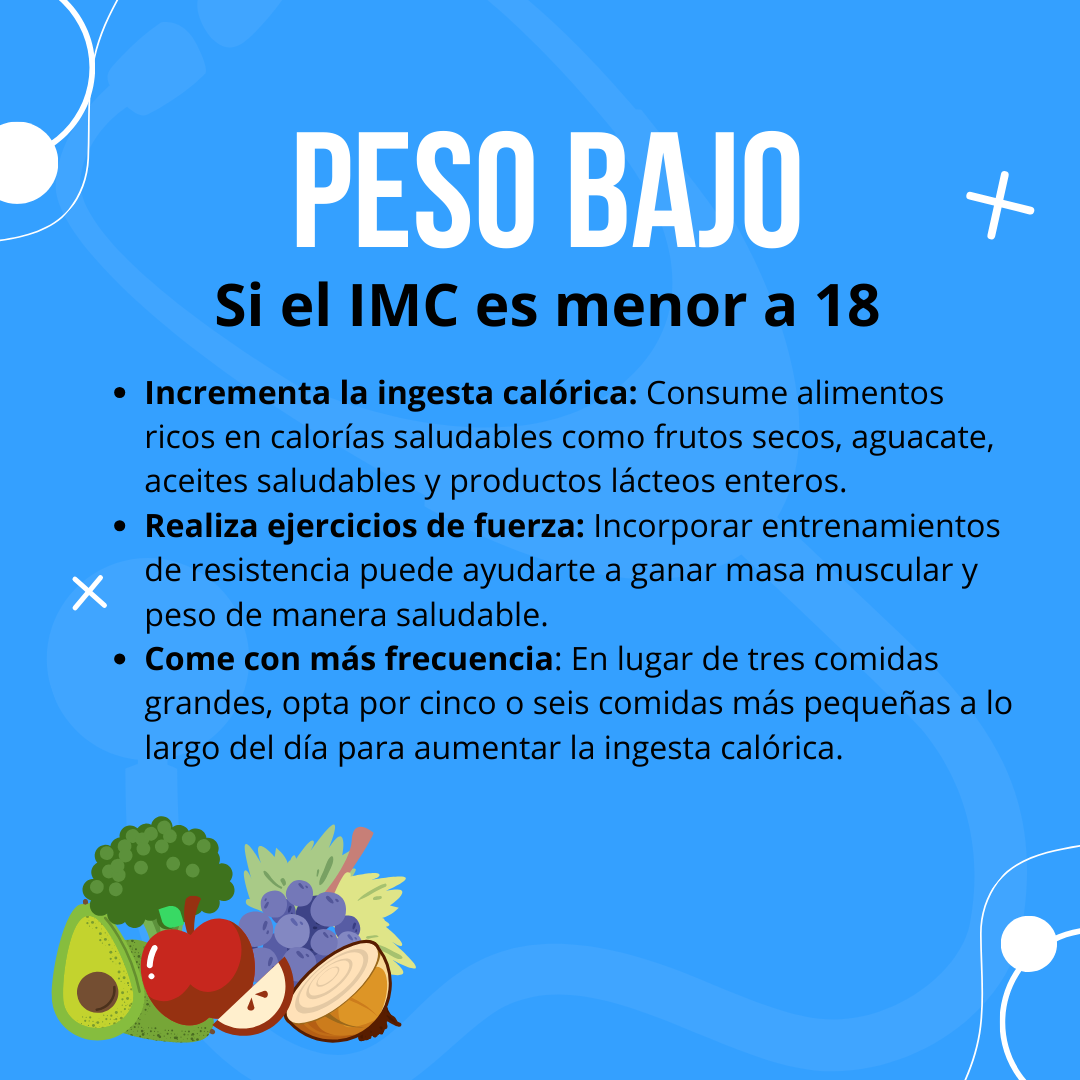 PESO BAJO
Si el IMC es menor a 18
• Incrementa la ingesta calórica: Consume alimentos
ricos en calorías saludables como frutos secos, aguacate,
aceites saludables y productos lácteos enteros.
• Realiza ejercicios de fuerza: Incorporar entrenamientos
de resistencia puede ayudarte a ganar masa muscular y
peso de manera saludable.
• Come con más frecuencia: En lugar de tres comidas
grandes, opta por cinco o seis comidas más pequeñas a lo
largo del día para aumentar la ingesta calórica.